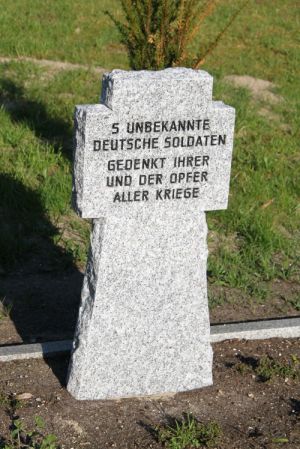 5 UNBEKANNTE
DEUTSCHE SOLDATEN
GEDENKT IHRER
UND DER OPFER
ALLER KRIEGE